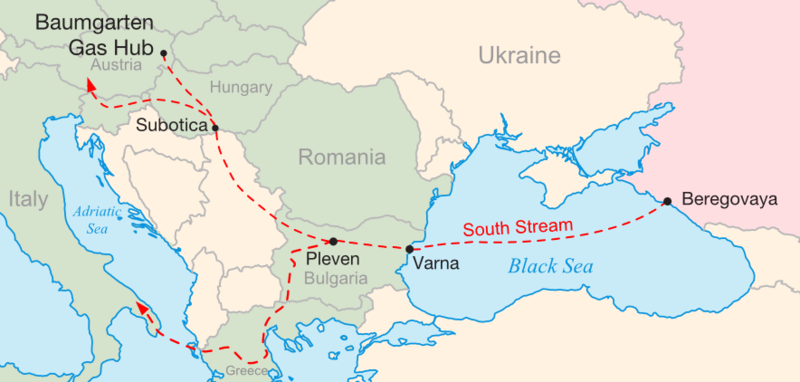 Baumgarten
Gas Hub
Austria
Ukraine
Hungary
Subotica
Romania
Italy
Adriatic
Sea
Beregovaya
South Stream
Pleven
Varna
Black Sea
Bulgaria
Greece